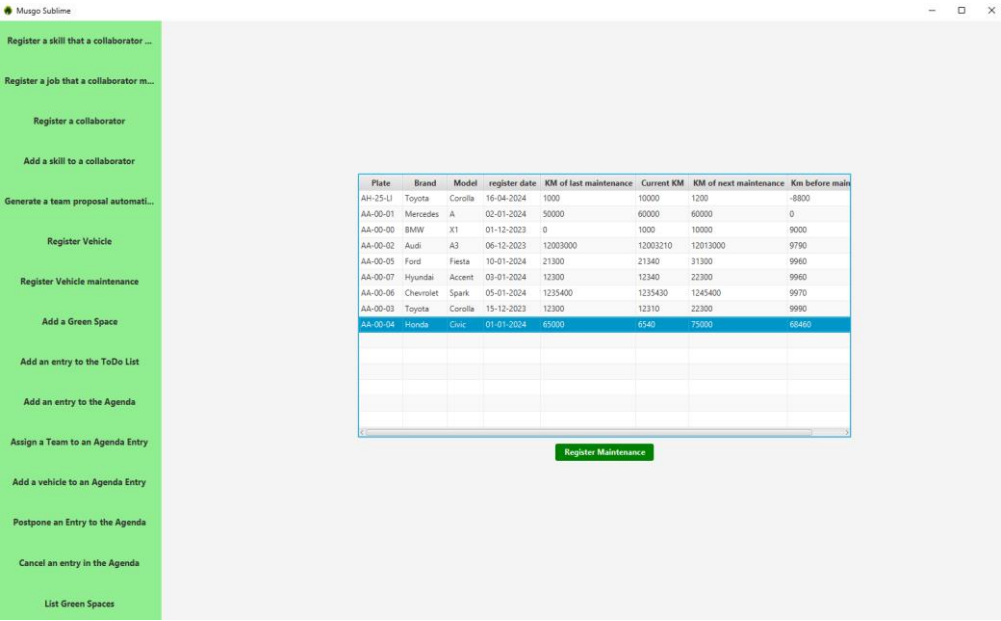 Musgo Sublime
Register a skill that a collaborator ...
Register a job that a collaborator m...
Register a collaborator
Add a skill to a collaborator
Generate a team proposal automati...
Register Vehicle
Register Vehicle maintenance
Add a Green Space
Add an entry to the ToDo List
Add an entry to the Agenda
Assign a Team to an Agenda Entry
Add a vehicle to an Agenda Entry
Postpone an Entry to the Agenda
Cancel an entry in the Agenda
List Green Spaces
Plate Brand Model register date KM of last maintenance Current KM KM of next maintenance Km before main
AH-25-LI Toyota Corolla 16-04-2024 1000 10000 1200 -8800
AA-00-01 Mercedes A 02-01-2024 50000 60000 60000 0
AA-00-00 BMW X1 01-12-2023 0 1000 10000 9000
AA-00-02 Audi A3 06-12-2023 12003000 12003210 12013000 9790
AA-00-05 Ford Fiesta 10-01-2024 21300 21340 31300 9960
AA-00-07 Hyundai Accent 03-01-2024 12300 12340 22300 9960
AA-00-06 Chevrolet Spark 05-01-2024 1235400 1235430 1245400 9970
AA-00-03 Toyota Corolla 15-12-2023 12300 12310 22300 9990
AA-00-04 Honda Civic 01-01-2024 65000 6540 75000 68460
Register Maintenance